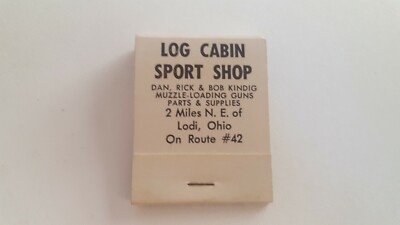 LOG CABIN
SPORT SHOP
DAN, RICK & BOB KINDIG
MUZZLE-LOADING GUNS
PARTS & SUPPLIES
2 Miles N. E. of
Lodi, Ohio
On Route #42